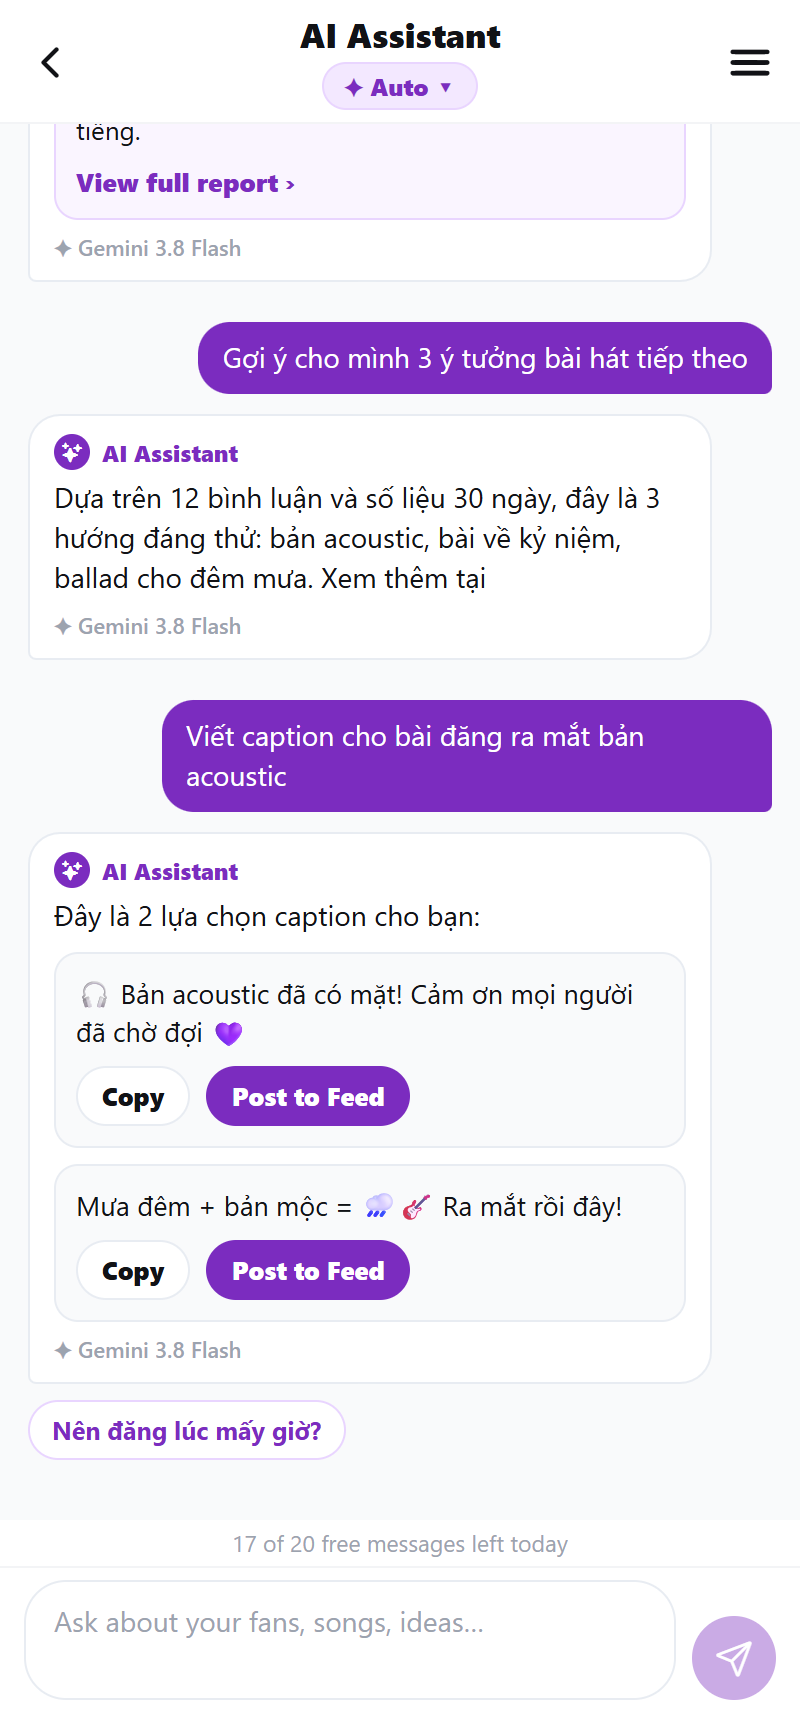 AI Assistant
✦ Auto ▼
tiếng.
View full report ›
✦ Gemini 3.8 Flash
Gợi ý cho mình 3 ý tưởng bài hát tiếp theo
AI Assistant
Dựa trên 12 bình luận và số liệu 30 ngày, đây là 3
hướng đáng thử: bản acoustic, bài về kỷ niệm,
ballad cho đêm mưa. Xem thêm tại
✦ Gemini 3.8 Flash
Viết caption cho bài đăng ra mắt bản
acoustic
AI Assistant
Đây là 2 lựa chọn caption cho bạn:
🎧 Bản acoustic đã có mặt! Cảm ơn mọi người
đã chờ đợi 💜
Copy
Post to Feed
Mưa đêm + bản mộc = 🌧️🎸 Ra mắt rồi đây!
Copy
Post to Feed
✦ Gemini 3.8 Flash
Nên đăng lúc mấy giờ?
17 of 20 free messages left today
Ask about your fans, songs, ideas...